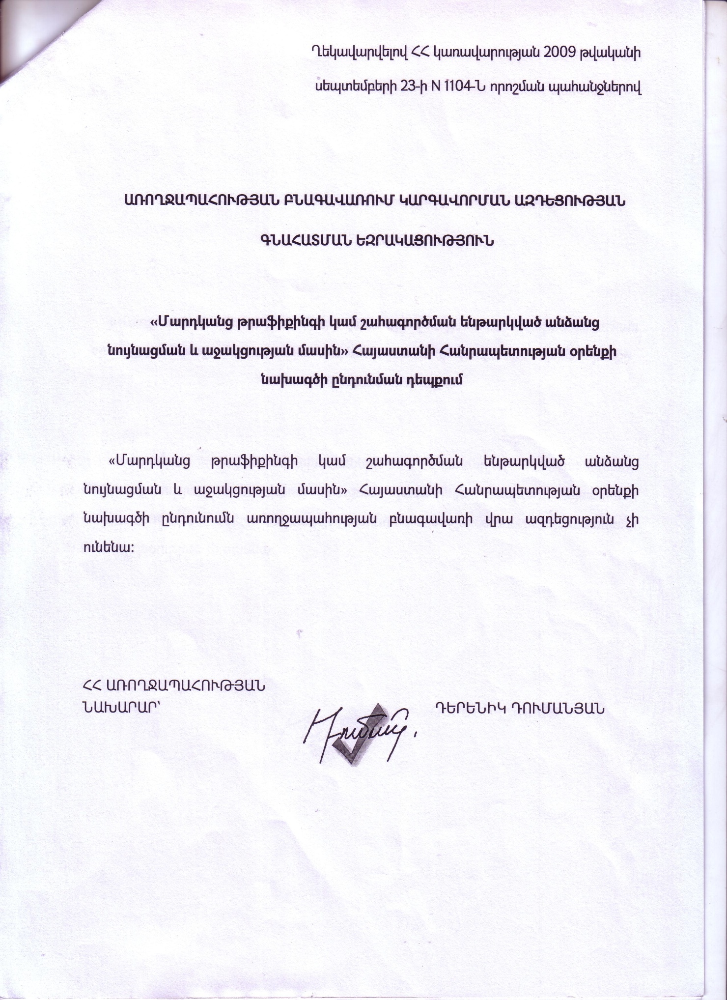 Ղեկավարվելով ՀՀ կառավարության 2009 թվականի
սեպտեմբերի 23-ի N 1104-Ն որոշման պահանջներով
ԱՌՈՂՋԱՊԱՀՈՒԹՅԱՆ ԲՆԱԳԱՎԱՌՈՒՄ ԿԱՐԳԱՎՈՐՄԱՆ ԱԶԴԵՑՈՒԹՅԱՆ
ԳՆԱՀԱՏՄԱՆ ԵԶՐԱԿԱՑՈՒԹՅՈՒՆ
«Մարդկանց թրաֆիքինգի կամ շահագործման ենթարկված անձանց
նույնացման և աջակցության մասին» Հայաստանի Հանրապետության օրենքի
նախագծի ընդունման դեպքում
«Մարդկանց թրաֆիքինգի կամ շահագործման ենթարկված անձանց
նույնացման և աջակցության մասին» Հայաստանի Հանրապետության օրենքի
նախագծի ընդունումն առողջապահության բնագավառի վրա ազդեցություն չի
ունենա:
ՀՀ ԱՌՈՂՋԱՊԱՀՈՒԹՅԱՆ
ՆԱԽԱՐԱՐ՝ ԴԵՐԵՆԻԿ ԴՈՒՄԱՆՅԱՆ